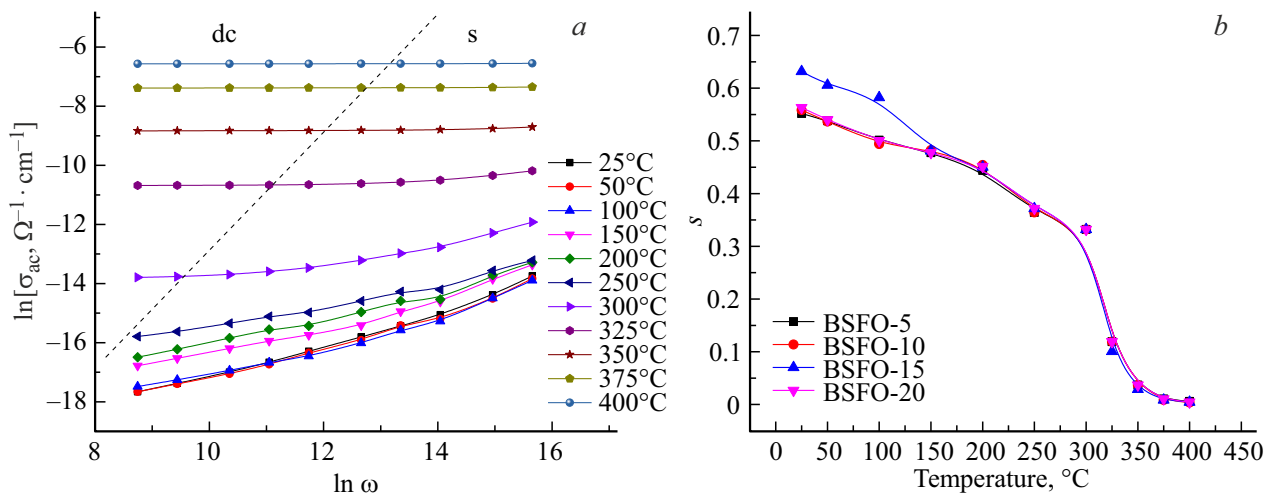 dc
s
a
−6
−8
−10
−12
−14
−16
−18
ln[σac, Ω−1 · cm−1]
8
10
12
14
16
ln ω
25°C
50°C
100°C
150°C
200°C
250°C
300°C
325°C
350°C
375°C
400°C
b
0.7
0.6
0.5
0.4
0.3
0.2
0.1
0
s
BSFO-5
BSFO-10
BSFO-15
BSFO-20
0 50 100 150 200 250 300 350 400 450
Temperature, °C